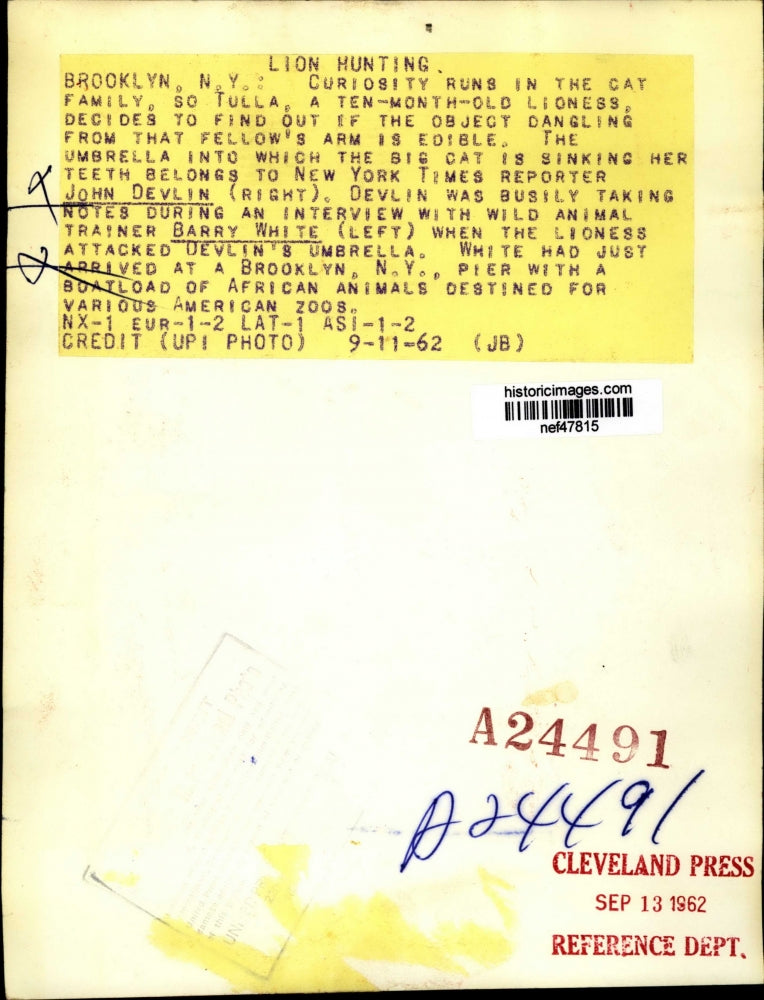 LION HUNTING.
BROOKLYN, N.Y.: CURIOSITY RUNS IN THE CAT
FAMILY, SO TULLA, A TEN-MONTH-OLD LIONESS,
DECIDES TO FIND OUT IF THE OBJECT DANGLING
FROM THAT FELLOW'S ARM IS EDIBLE. THE
UMBRELLA INTO WHICH THE BIG CAT IS SINKING HER
TEETH BELONGS TO NEW YORK TIMES REPORTER
JOHN DEVLIN (RIGHT). DEVLIN WAS BUSILY TAKING
NOTES DURING AN INTERVIEW WITH WILD ANIMAL
TRAINER BARRY WHITE (LEFT) WHEN THE LIONESS
ATTACKED DEVLIN'S UMBRELLA. WHITE HAD JUST
ARRIVED AT A BROOKLYN, N.Y., PIER WITH A
BOATLOAD OF AFRICAN ANIMALS DESTINED FOR
VARIOUS AMERICAN ZOOS.
NX-1 EUR-1-2 LAT-1 ASI-1-2
CREDIT (UPI PHOTO) 9-11-62 (JB)
historicimages.com
nef47815
A24491
A24491
CLEVELAND PRESS
SEP 13 1962
REFERENCE DEPT.